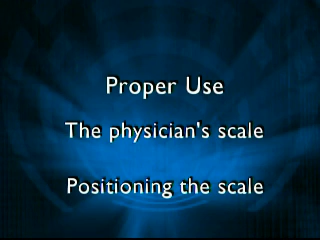 Proper Use
The physician's scale
Positioning the scale